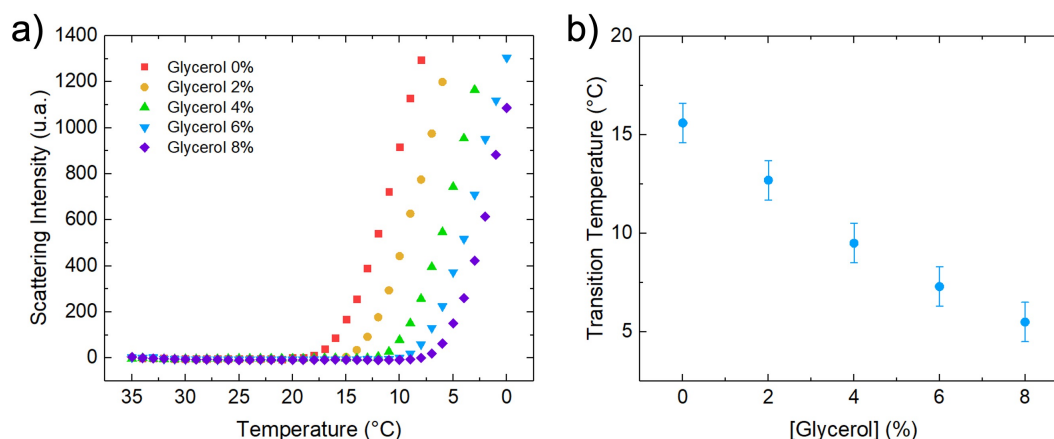 a)
Scattering Intensity (u.a.)
1400
1200
1000
800
600
400
200
0
Glycerol 0%
Glycerol 2%
Glycerol 4%
Glycerol 6%
Glycerol 8%
35 30 25 20 15 10 5 0
Temperature (°C)
b)
Transition Temperature (°C)
20
15
10
5
0 2 4 6 8
[Glycerol] (%)